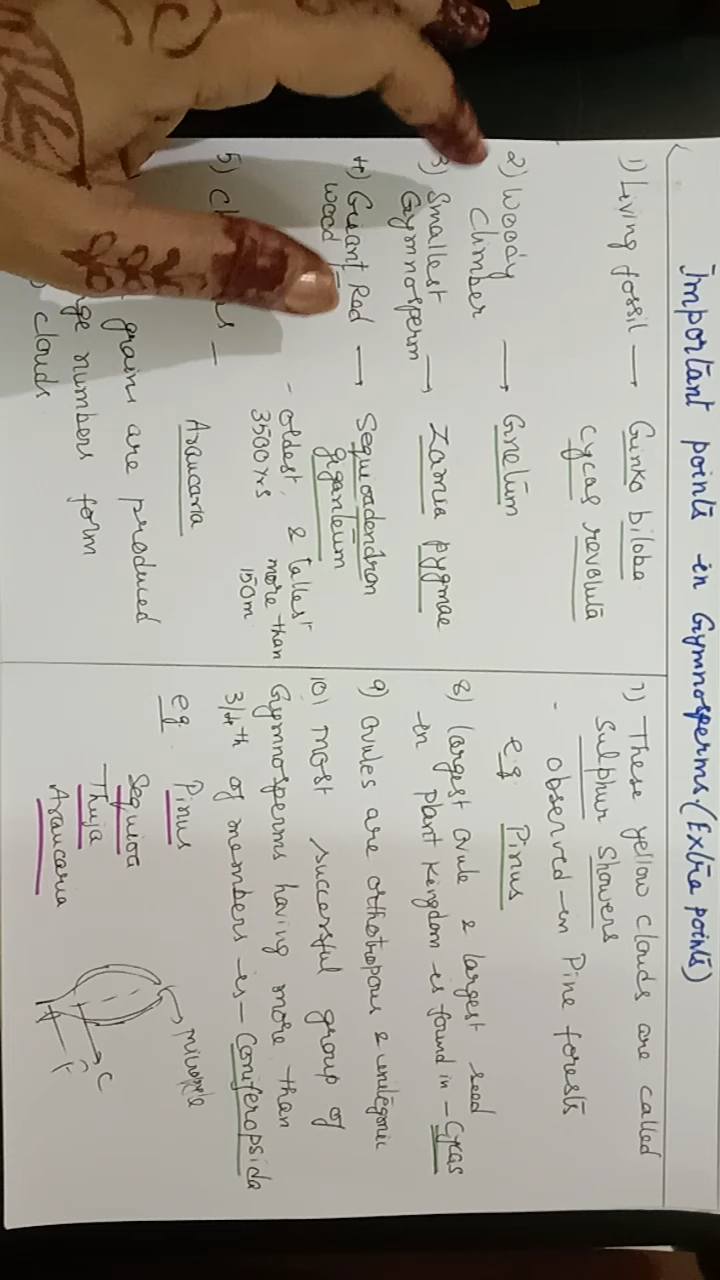 Important points in Gymnosperms (Extra points)
1) Living fossil → Ginko biloba
Cycas revoluta
2) Woody climber → Gnetum
3) Smallest Gymnosperm → Zamia pygmae
4) Giant Red wood → Sequoiadendron giganteum
- oldest & tallest
3500 yrs more than 150 m
5)
Araucaria
grains are produced
numbers form
clouds
7) These yellow clouds are called
Sulphur Showers
- observed in Pine forests
e.g Pinus
8) largest ovule & largest seed
in plant kingdom is found in - Cycas
9) ovules are orthotropous & unitegmic
10) most successful group of
Gymnosperms having more than
3/4th of members is - Coniferopsida
eg. Pinus
Sequioa
Thuja
Araucaria
micropyle
C
F